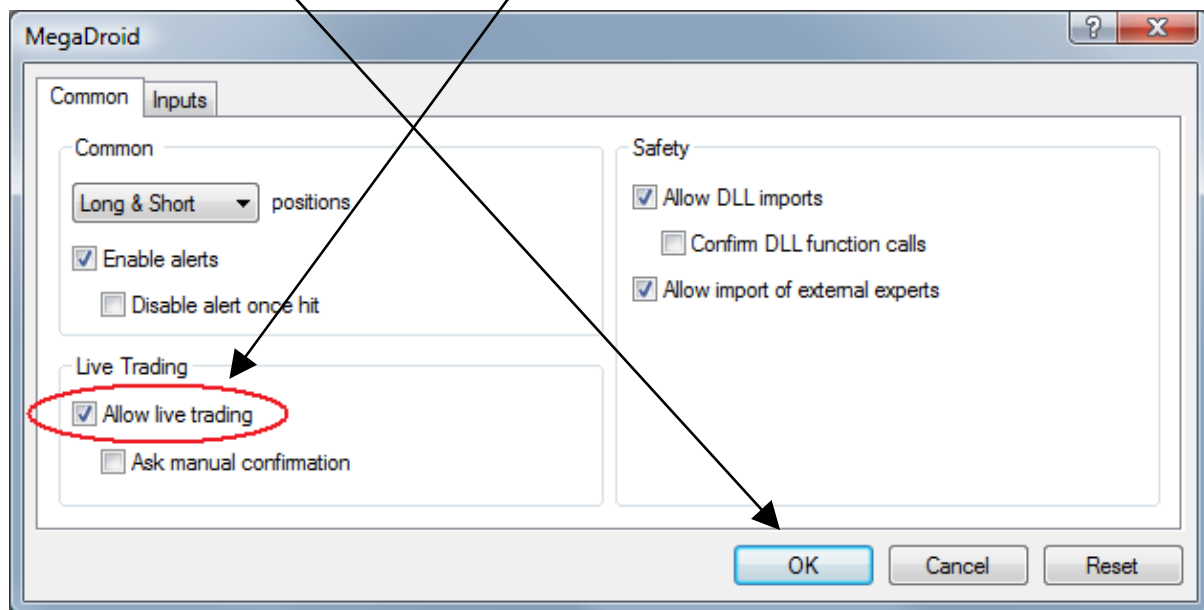 MegaDroid
Common Inputs
Common
Long & Short positions
Enable alerts
Disable alert once hit
Live Trading
Allow live trading
Ask manual confirmation
Safety
Allow DLL imports
Confirm DLL function calls
Allow import of external experts
OK Cancel Reset